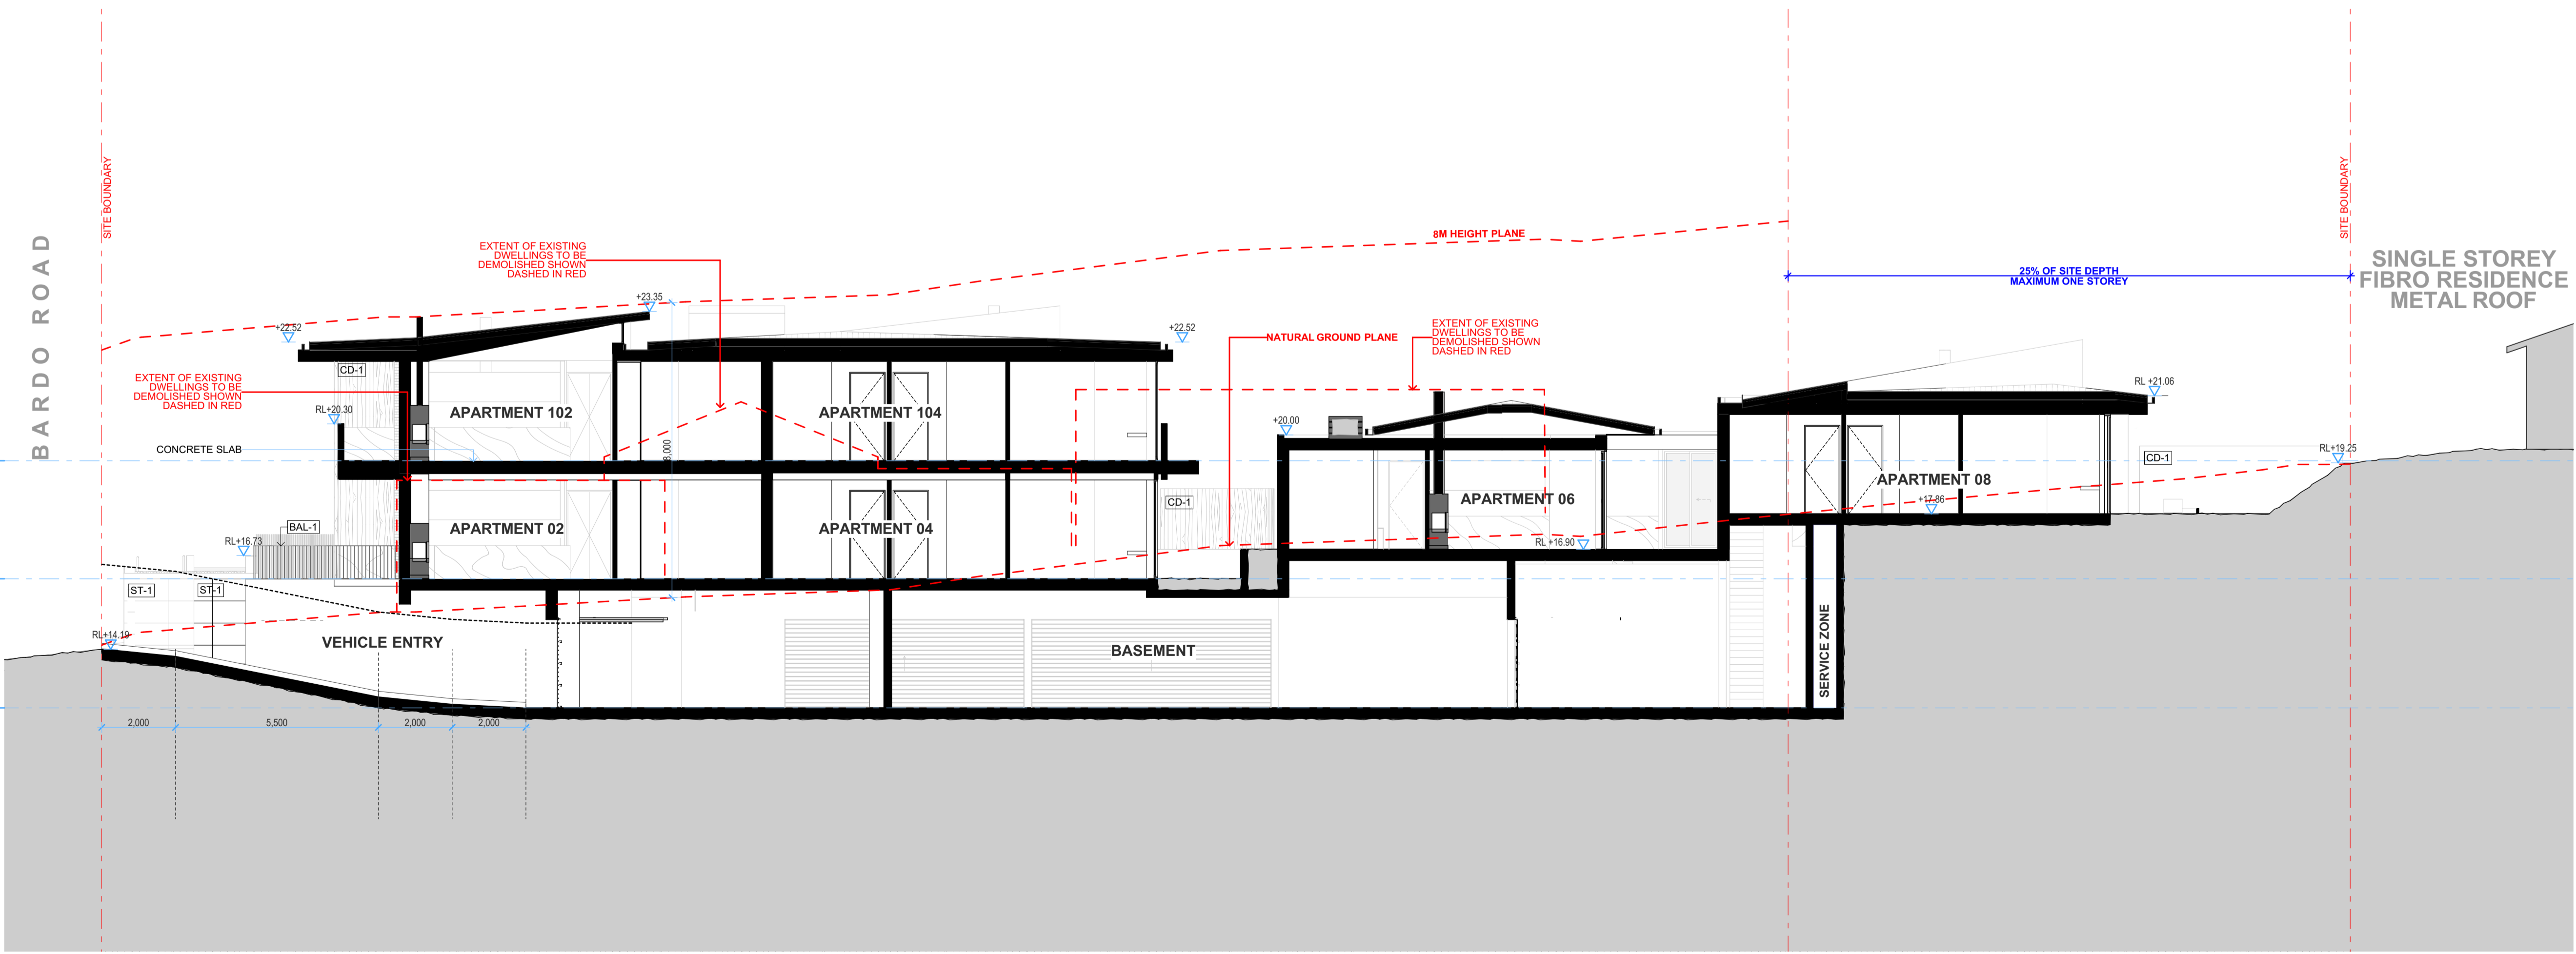 BARDO ROAD
SITE BOUNDARY
SITE BOUNDARY
8M HEIGHT PLANE
EXTENT OF EXISTING
DWELLINGS TO BE
DEMOLISHED SHOWN
DASHED IN RED
25% OF SITE DEPTH
MAXIMUM ONE STOREY
SINGLE STOREY
FIBRO RESIDENCE
METAL ROOF
+23.35
+22.52
+22.52
NATURAL GROUND PLANE
EXTENT OF EXISTING
DWELLINGS TO BE
DEMOLISHED SHOWN
DASHED IN RED
EXTENT OF EXISTING
DWELLINGS TO BE
DEMOLISHED SHOWN
DASHED IN RED
CD-1
RL +21.06
RL+20.30
APARTMENT 102
APARTMENT 104
+20.00
CONCRETE SLAB
8,000
RL+19.25
CD-1
APARTMENT 08
+17.86
CD-1
APARTMENT 06
BAL-1
APARTMENT 02
APARTMENT 04
RL+16.73
RL +16.90
ST-1
ST-1
RL+14.19
VEHICLE ENTRY
BASEMENT
SERVICE ZONE
2,000
5,500
2,000
2,000